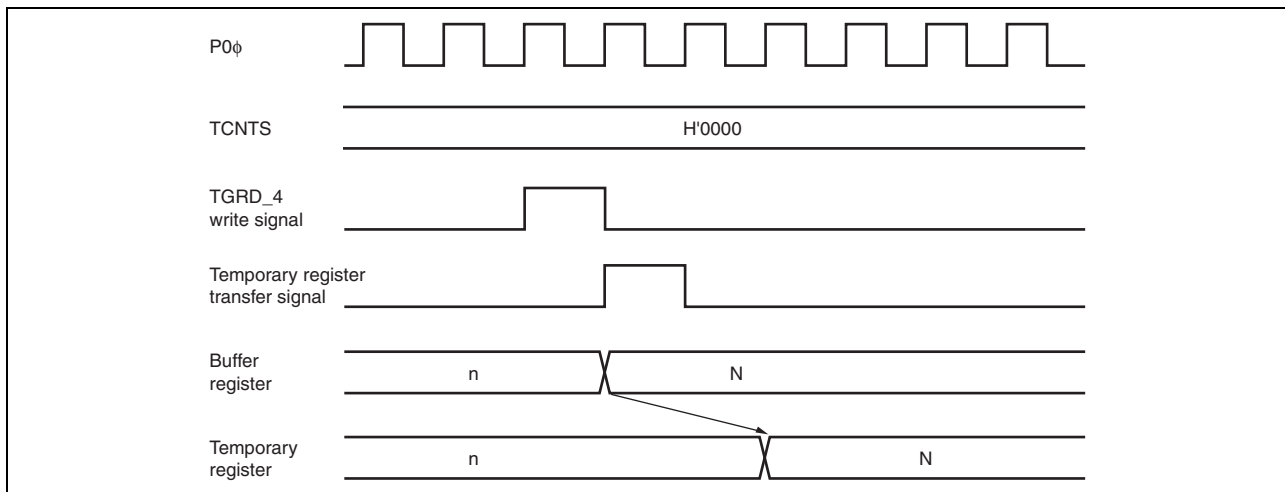 P0ϕ
TCNTS
H'0000
TGRD_4
write signal
Temporary register
transfer signal
Buffer
register
n
N
Temporary
register
n
N